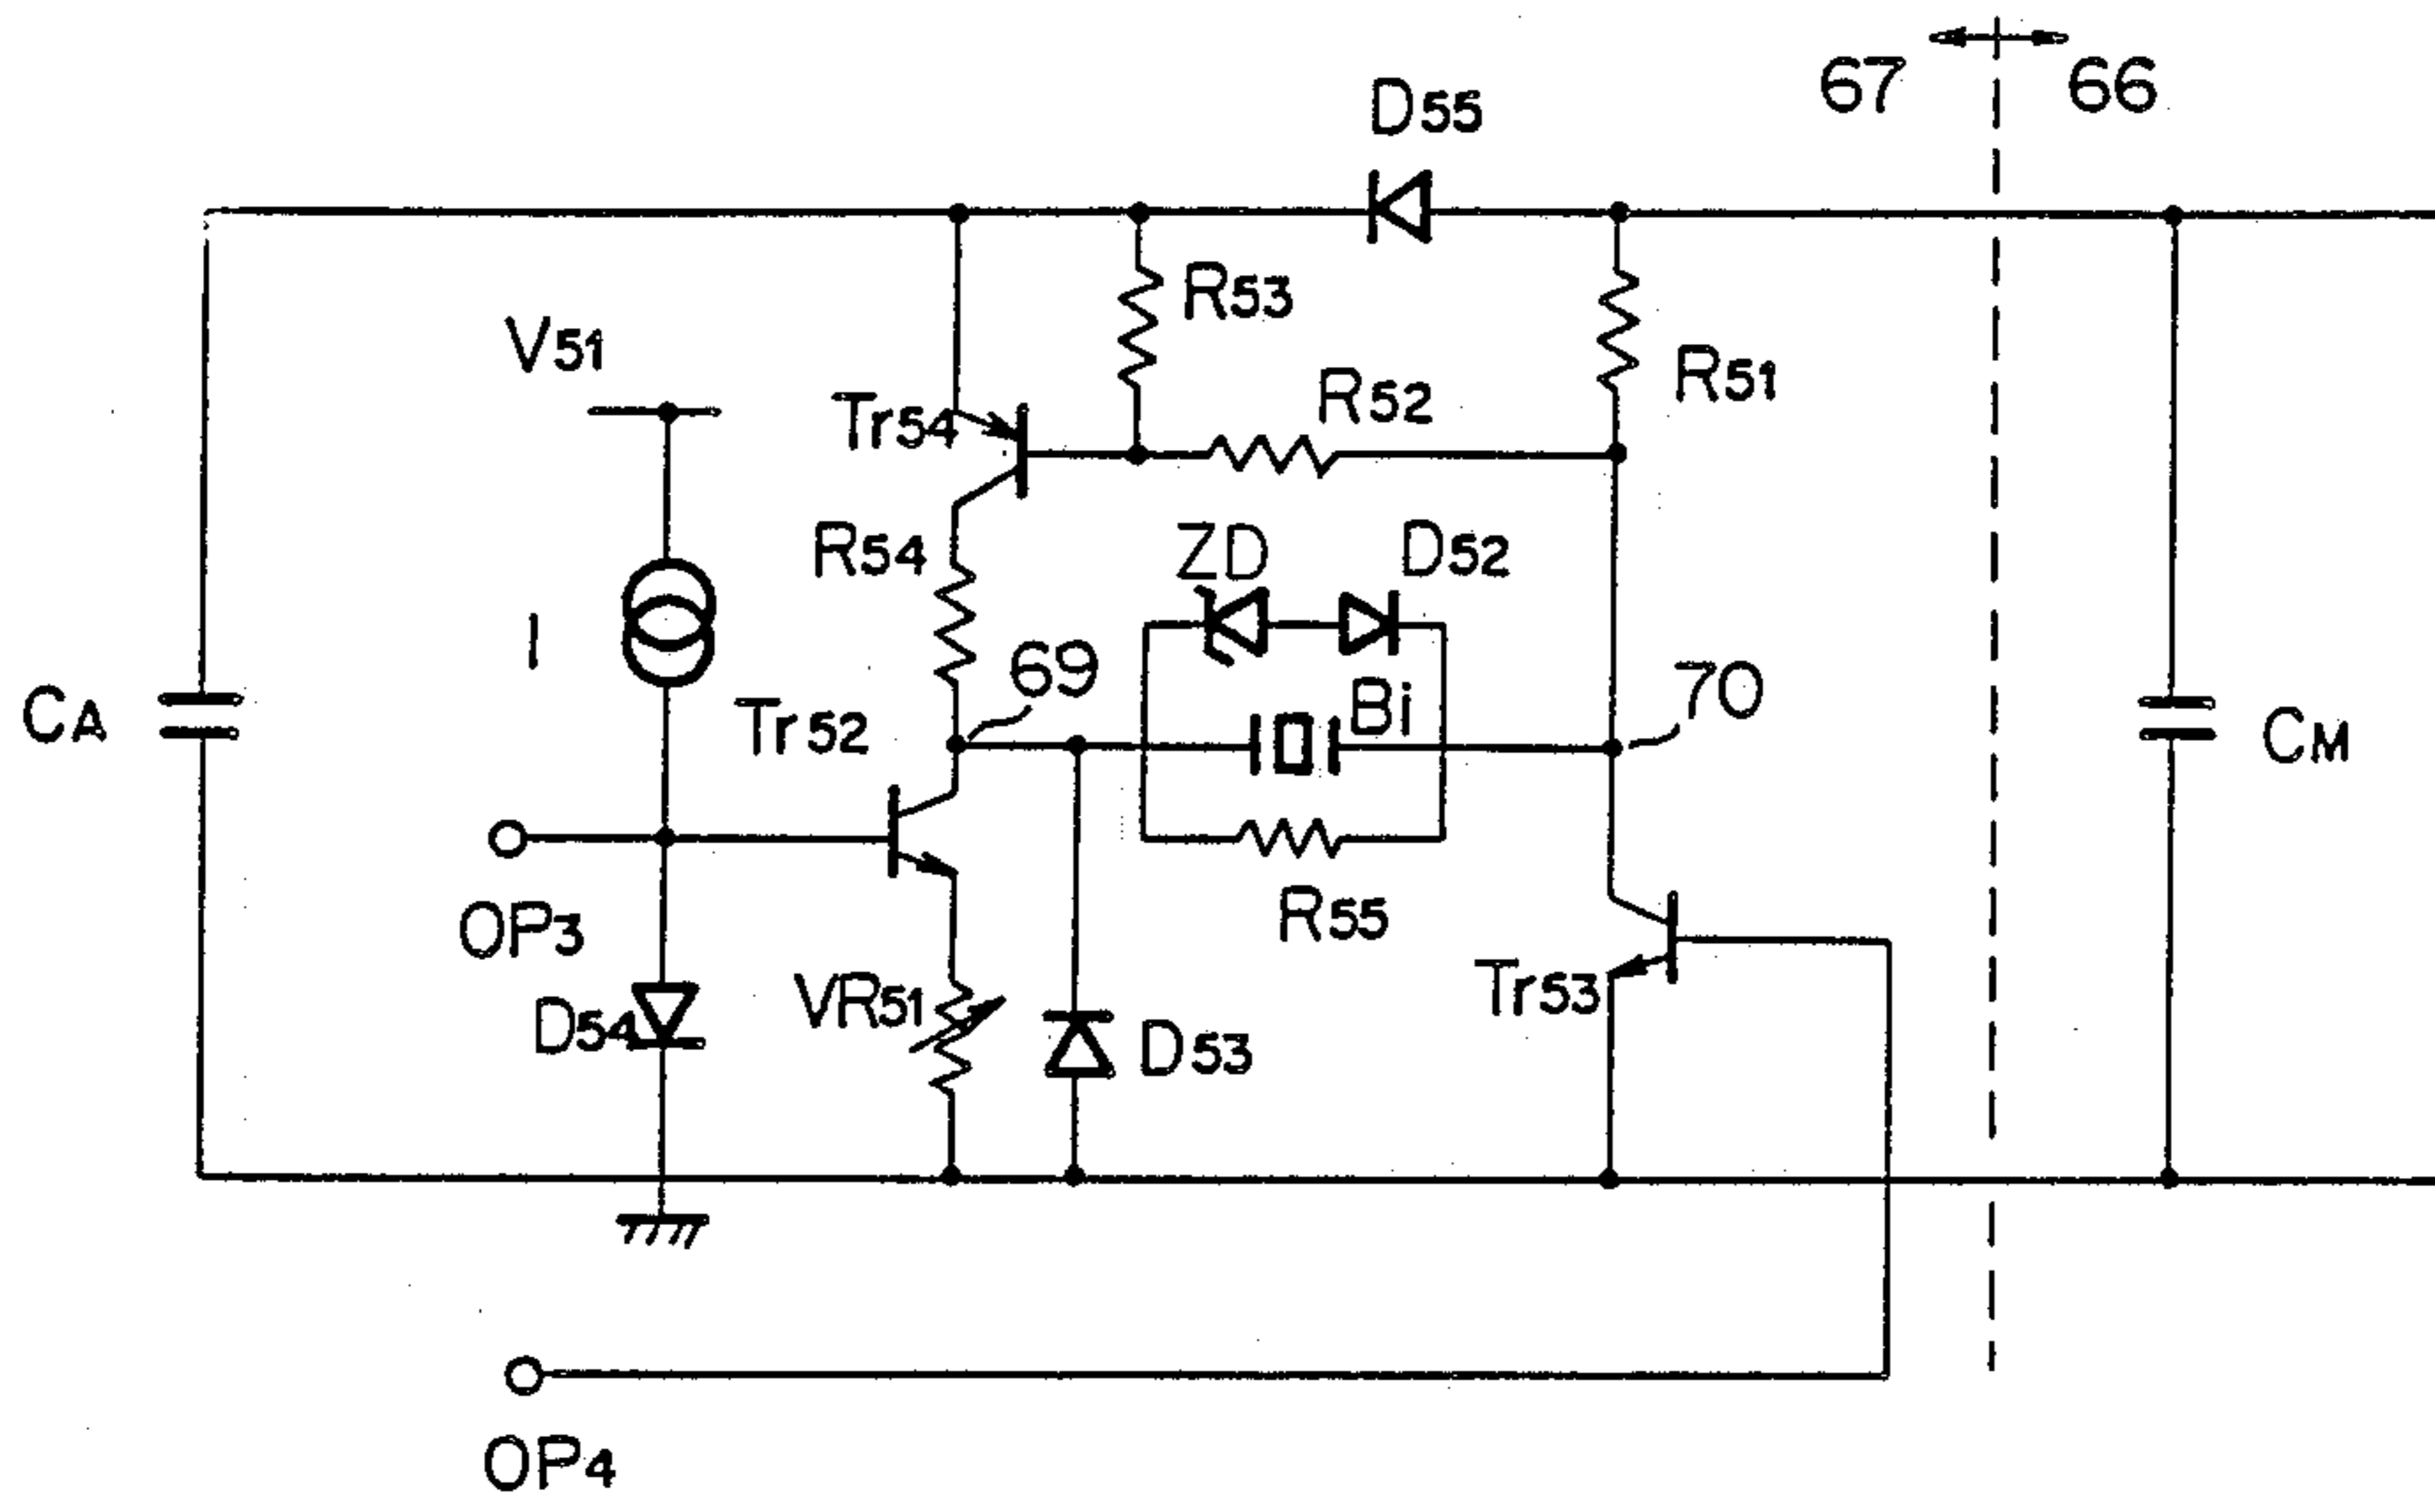 67
66
D55
R53
V51
R51
R52
Tr54
R54
ZD
D52
I
69
70
CA
Tr52
Bi
CM
OP3
R55
VR51
Tr53
D54
D53
OP4